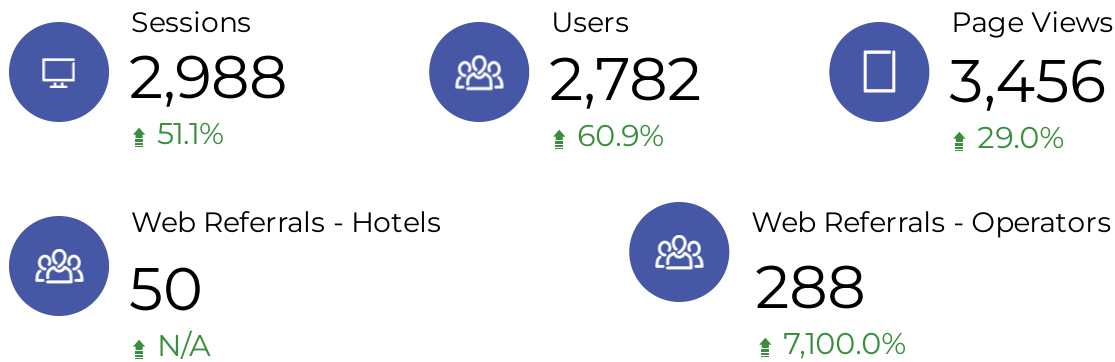 Sessions
2,988
51.1%
Users
2,782
60.9%
Page Views
3,456
29.0%
Web Referrals - Hotels
50
N/A
Web Referrals - Operators
288
7,100.0%